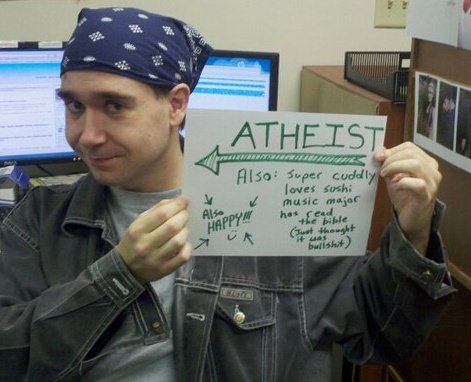 ATHEIST
Also: Super cuddly
loves sushi
music major
has read
the bible
(Just thought
it was
bullshit)
Also
HAPPY!!!
:)